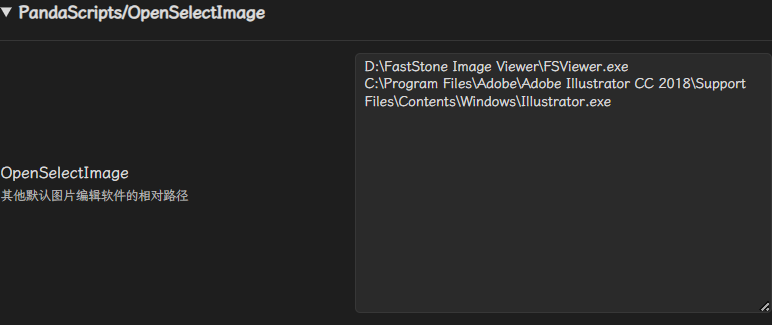 ▼ PandaScripts/OpenSelectImage
D:\FastStone Image Viewer\FSViewer.exe
C:\Program Files\Adobe\Adobe Illustrator CC 2018\Support
Files\Contents\Windows\Illustrator.exe
OpenSelectImage
其他默认图片编辑软件的相对路径